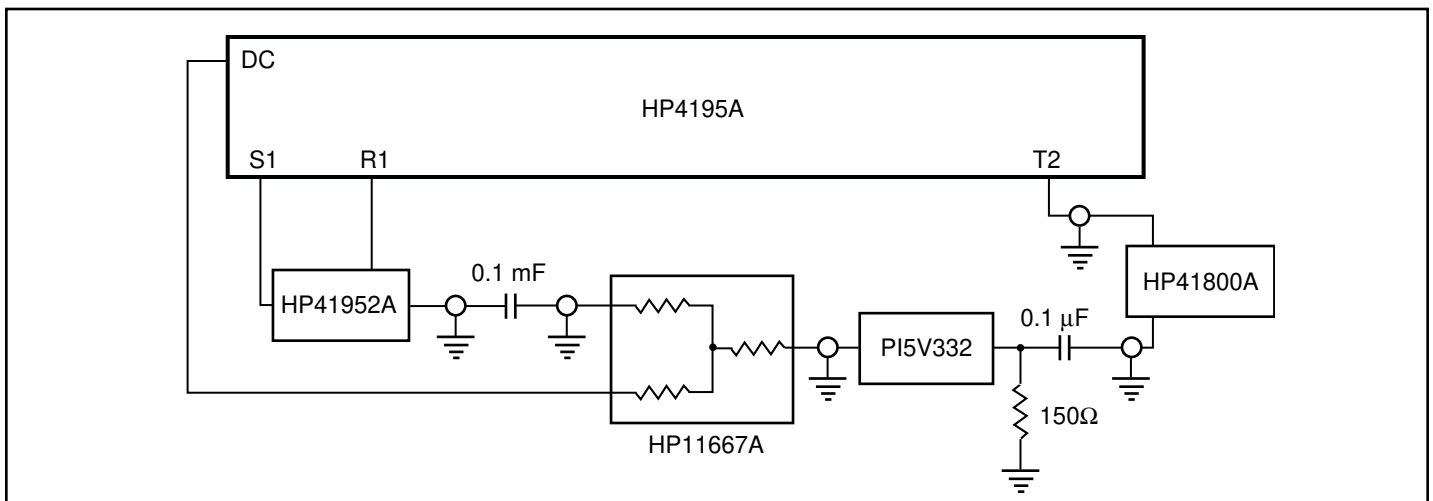 DC
HP4195A
S1 R1 T2
0.1 mF
HP41952A
HP41800A
0.1 μF
PI5V332
150Ω
HP11667A